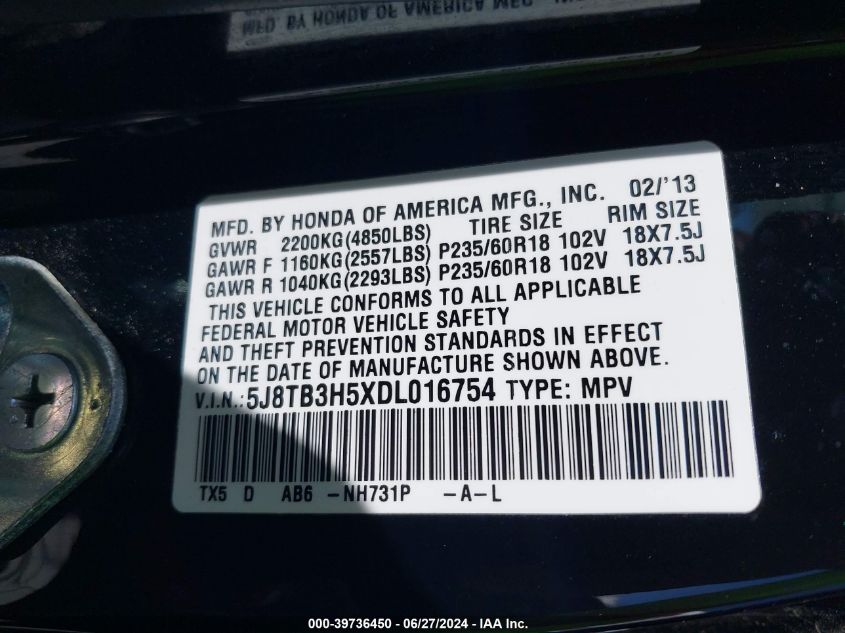 MFD. BY HONDA OF AMERICA MFG.
MFD. BY HONDA OF AMERICA MFG., INC. 02/'13
GVWR 2200KG(4850LBS) TIRE SIZE RIM SIZE
GAWR F 1160KG(2557LBS) P235/60R18 102V 18X7.5J
GAWR R 1040KG(2293LBS) P235/60R18 102V 18X7.5J
THIS VEHICLE CONFORMS TO ALL APPLICABLE
FEDERAL MOTOR VEHICLE SAFETY
AND THEFT PREVENTION STANDARDS IN EFFECT
ON THE DATE OF MANUFACTURE SHOWN ABOVE.
V.I.N.:5J8TB3H5XDL016754 TYPE: MPV
TX5 D AB6 -NH731P -A-L
000-39736450 - 06/27/2024 - IAA Inc.